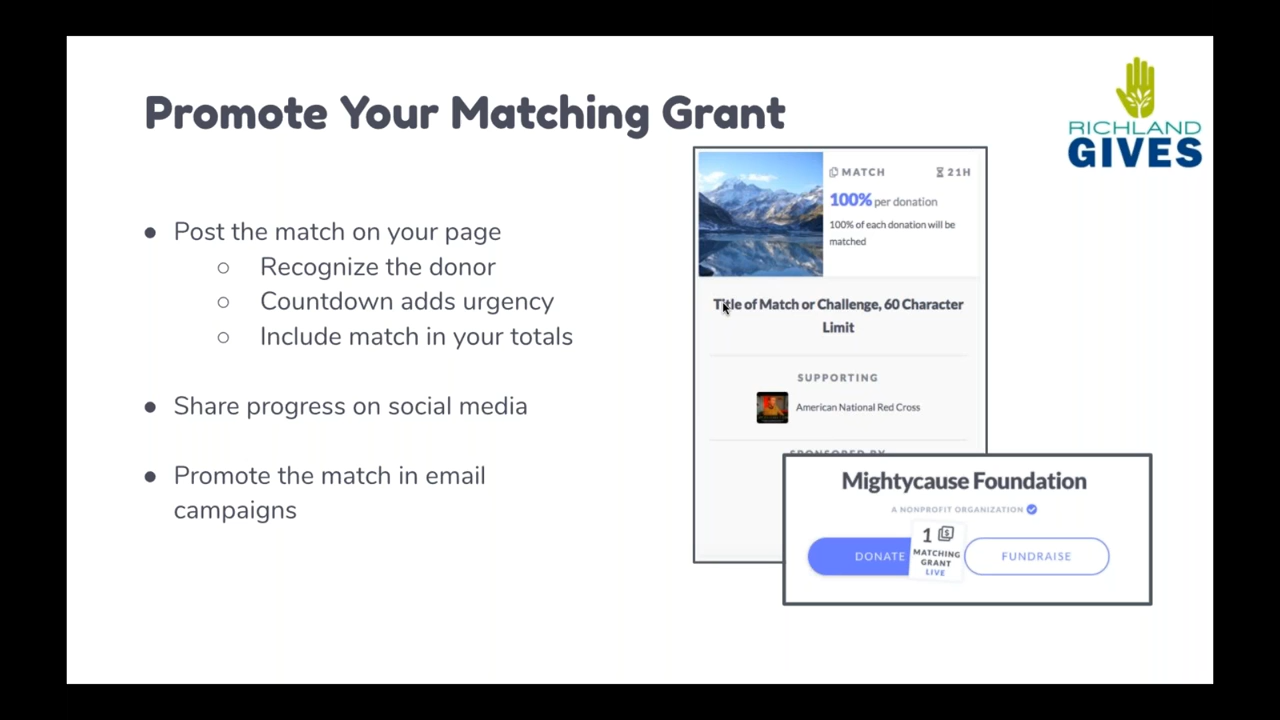 Promote Your Matching Grant
RICHLAND
GIVES
● Post the match on your page
○ Recognize the donor
○ Countdown adds urgency
○ Include match in your totals
● Share progress on social media
● Promote the match in email
campaigns
MATCH 21H
100% per donation
100% of each donation will be
matched
Title of Match or Challenge, 60 Character
Limit
SUPPORTING
American National Red Cross
SPONSORED BY
Mightycause Foundation
A NONPROFIT ORGANIZATION
DONATE
1
MATCHING
GRANT
LIVE
FUNDRAISE